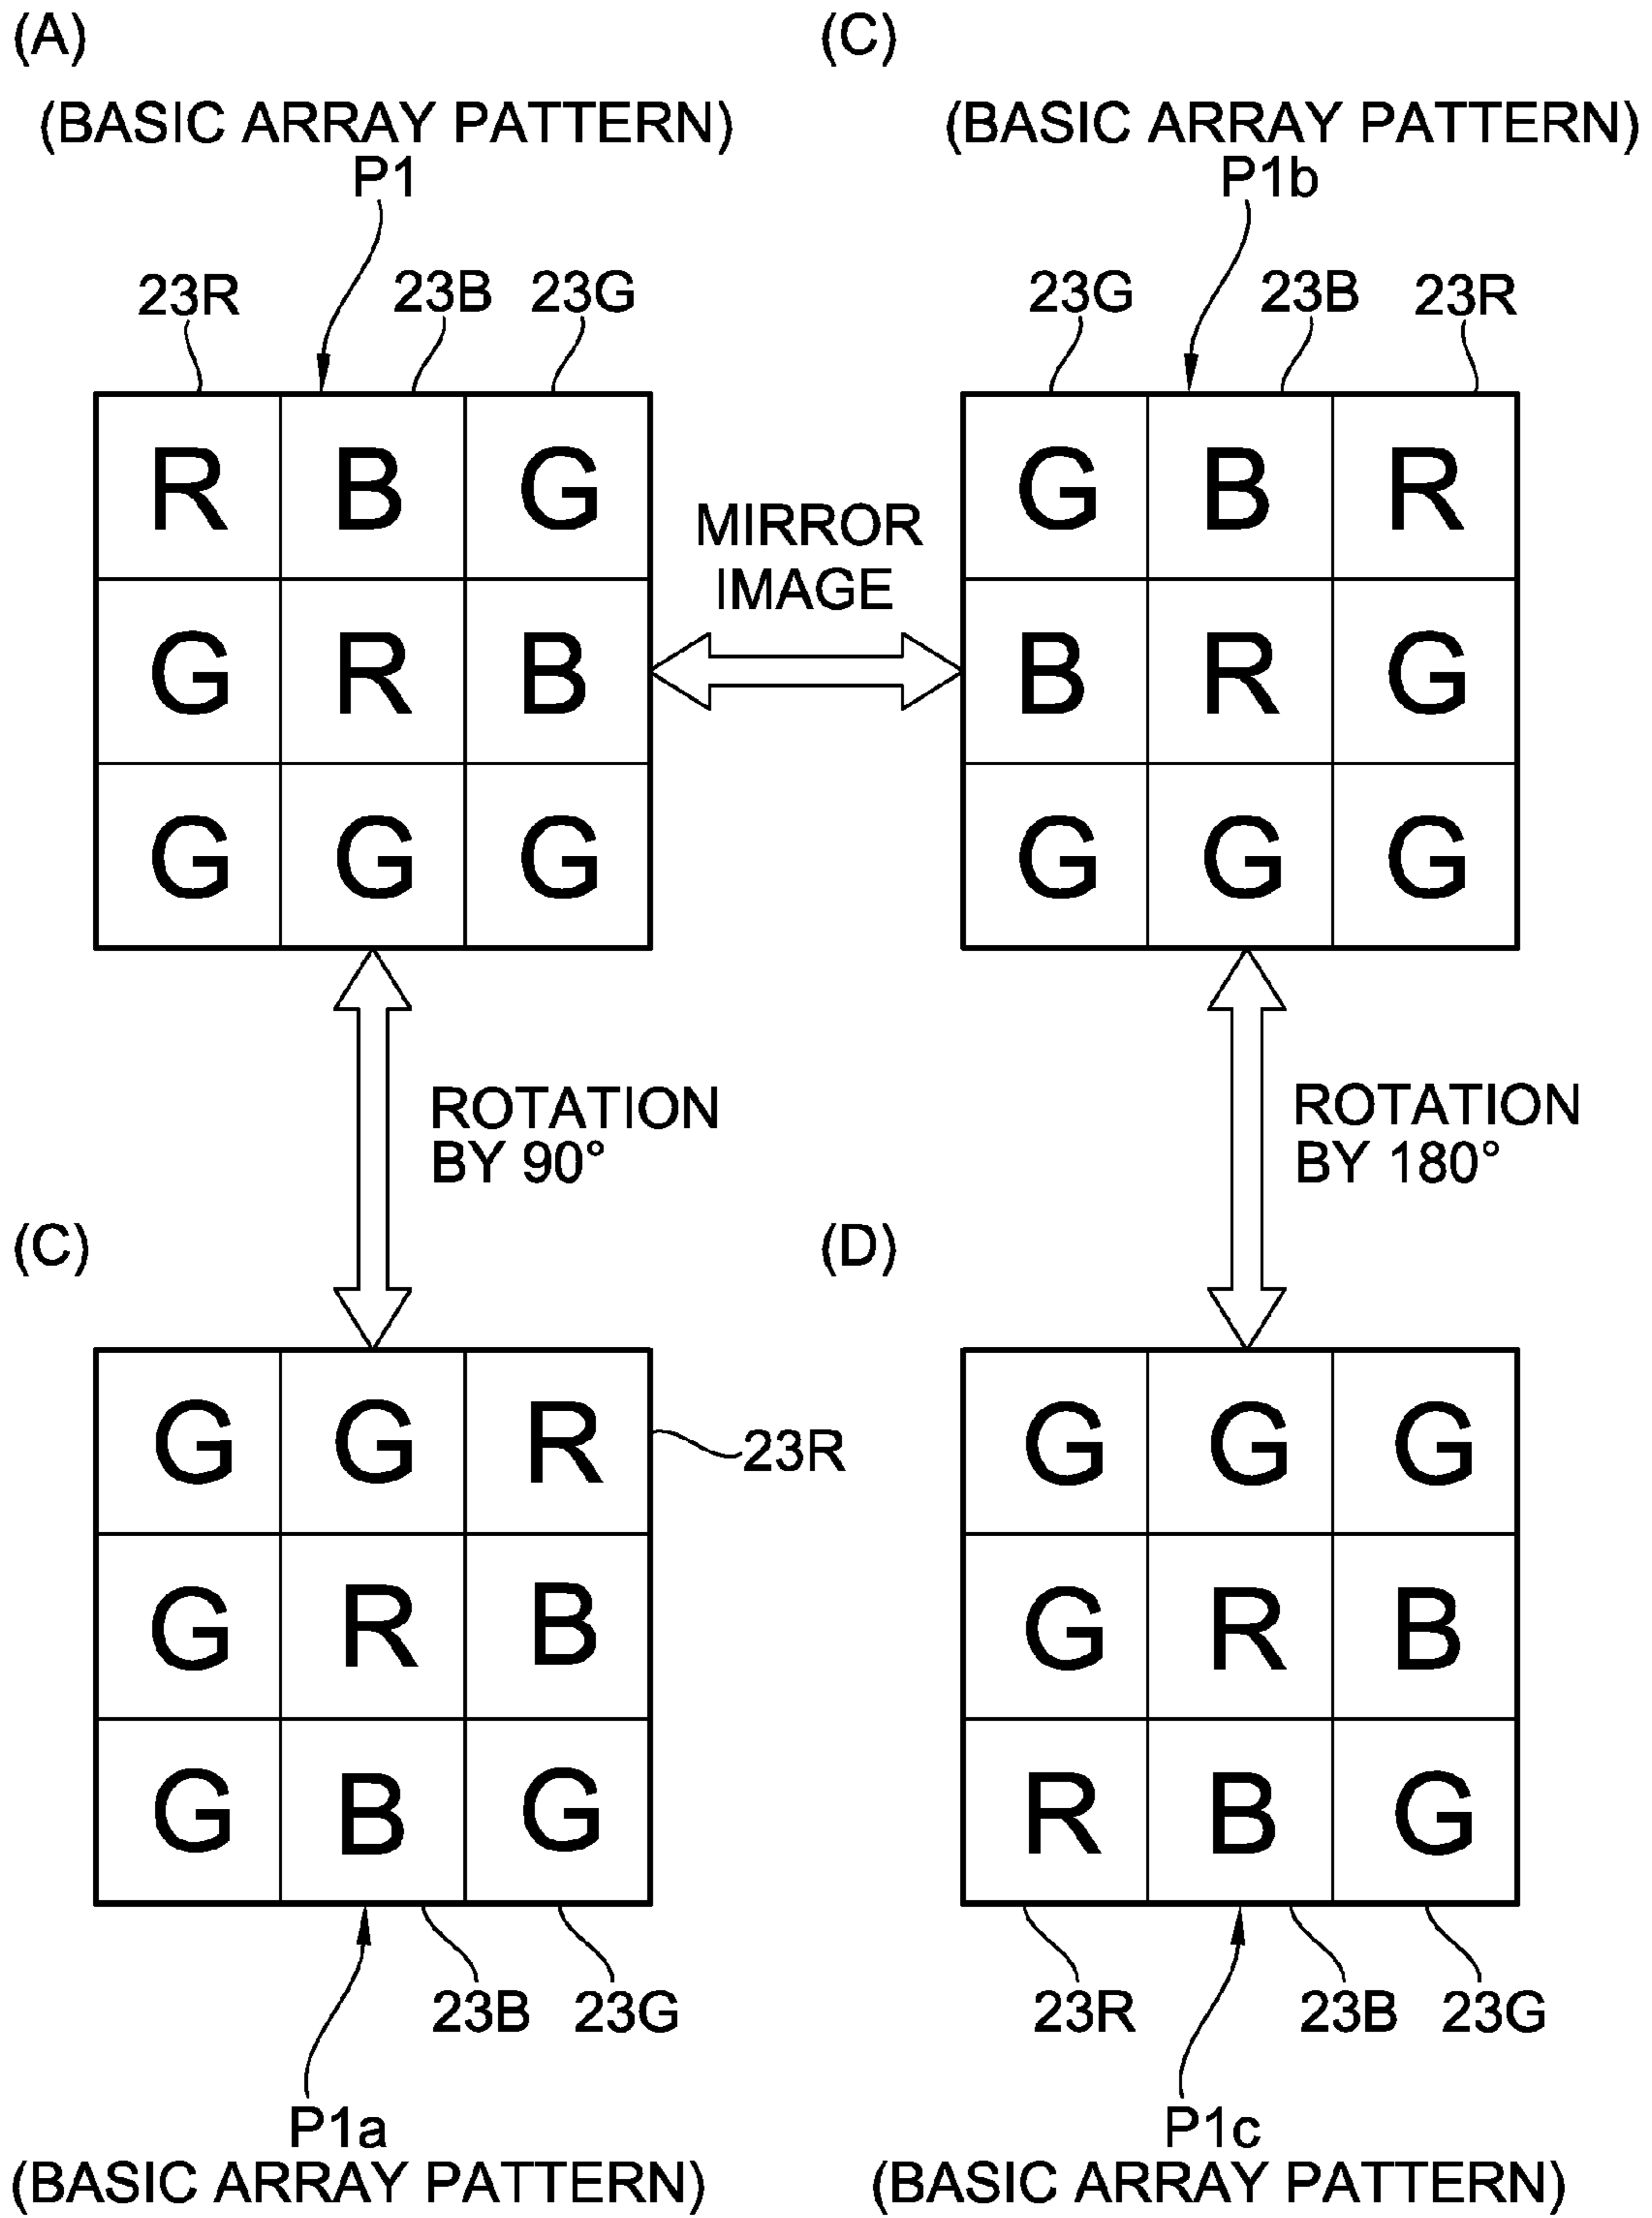 (A)
(BASIC ARRAY PATTERN)
P1
23R 23B 23G
R B G
G R B
G G G
(C)
(BASIC ARRAY PATTERN)
P1b
23G 23B 23R
G B R
B R G
G G G
MIRROR
IMAGE
ROTATION
BY 90°
ROTATION
BY 180°
(C)
G G R
G R B
G B G
23R
23B 23G
P1a
(BASIC ARRAY PATTERN)
(D)
G G G
G R B
R B G
23R 23B 23G
P1c
(BASIC ARRAY PATTERN)